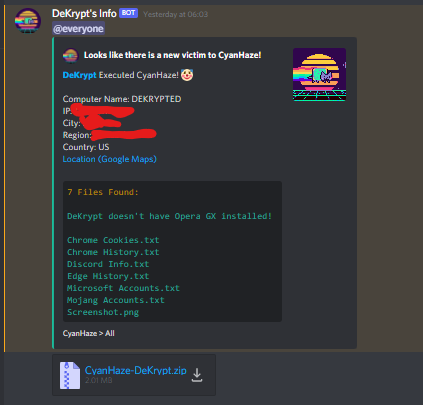 DeKrypt's Info BOT Yesterday at 06:03
@everyone
Looks like there is a new victim to CyanHaze!
DeKrypt Executed CyanHaze! 🤡
Computer Name: DEKRYPTED
IP:
City:
Region:
Country: US
Location (Google Maps)
7 Files Found:
DeKrypt doesn't have Opera GX installed!
Chrome Cookies.txt
Chrome History.txt
Discord Info.txt
Edge History.txt
Microsoft Accounts.txt
Mojang Accounts.txt
Screenshot.png
CyanHaze > All
CyanHaze-DeKrypt.zip
2.01 MB